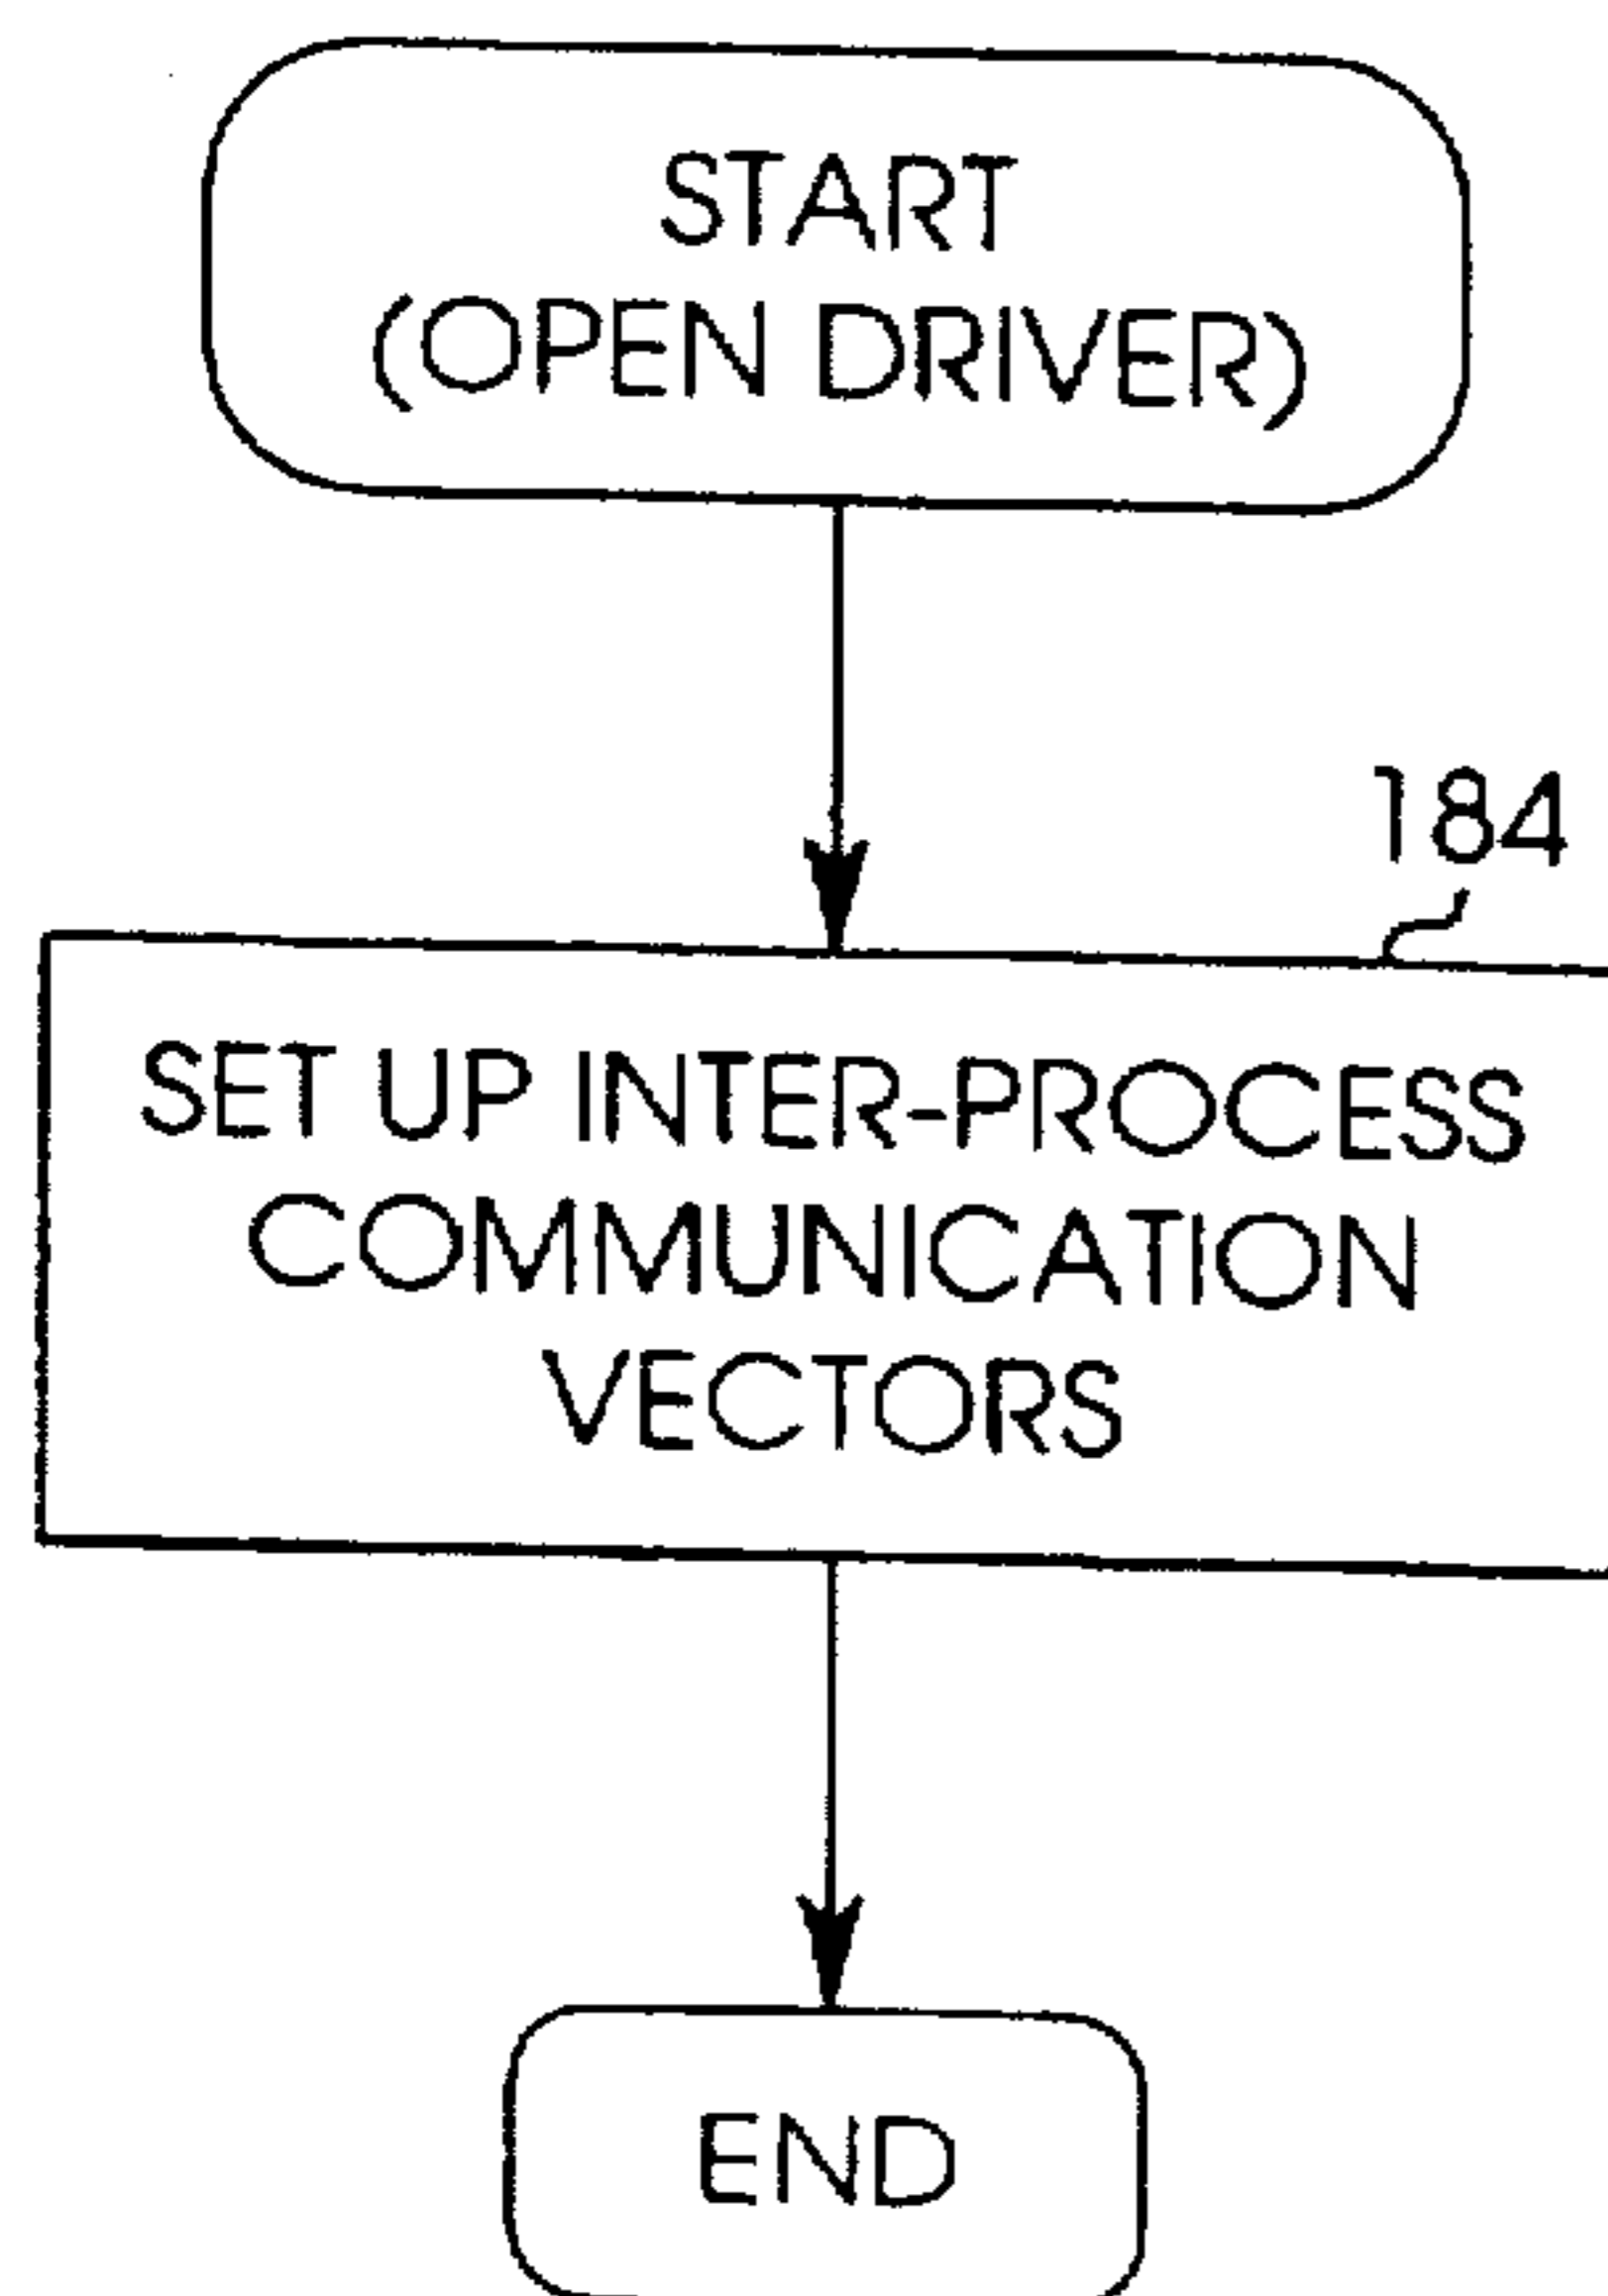 START
(OPEN DRIVER)
184
SET UP INTER-PROCESS
COMMUNICATION
VECTORS
END